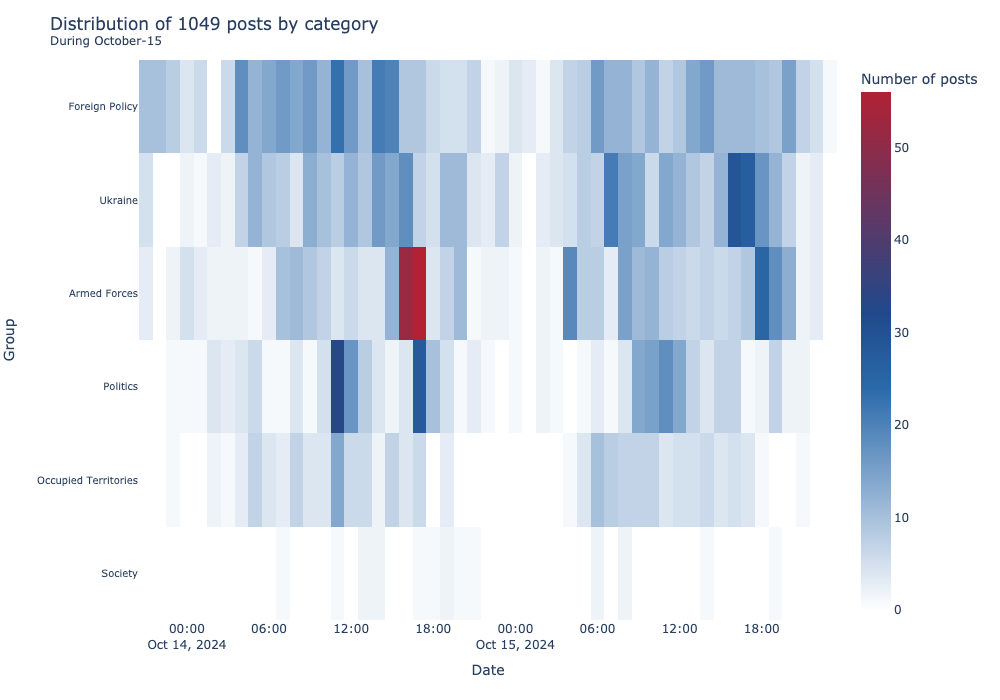 Distribution of 1049 posts by category
During October-15
Number of posts
Foreign Policy
Ukraine
Armed Forces
Politics
Occupied Territories
Society
Group
50
40
30
20
10
0
00:00 06:00 12:00 18:00 00:00 06:00 12:00 18:00
Oct 14, 2024 Oct 15, 2024
Date